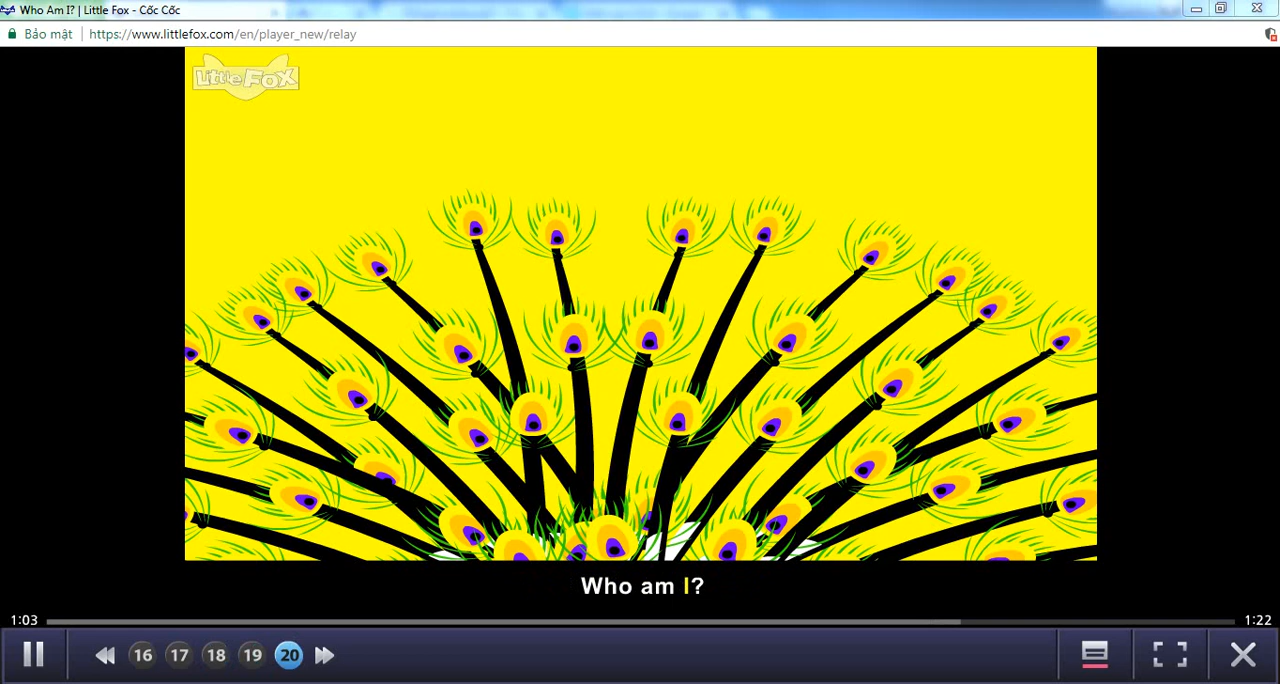 Who Am I? | Little Fox - Cốc Cốc
Bảo mật
https://www.littlefox.com/en/player_new/relay
Little FOX
Who am I?
1:03
1:22
16 17 18 19 20